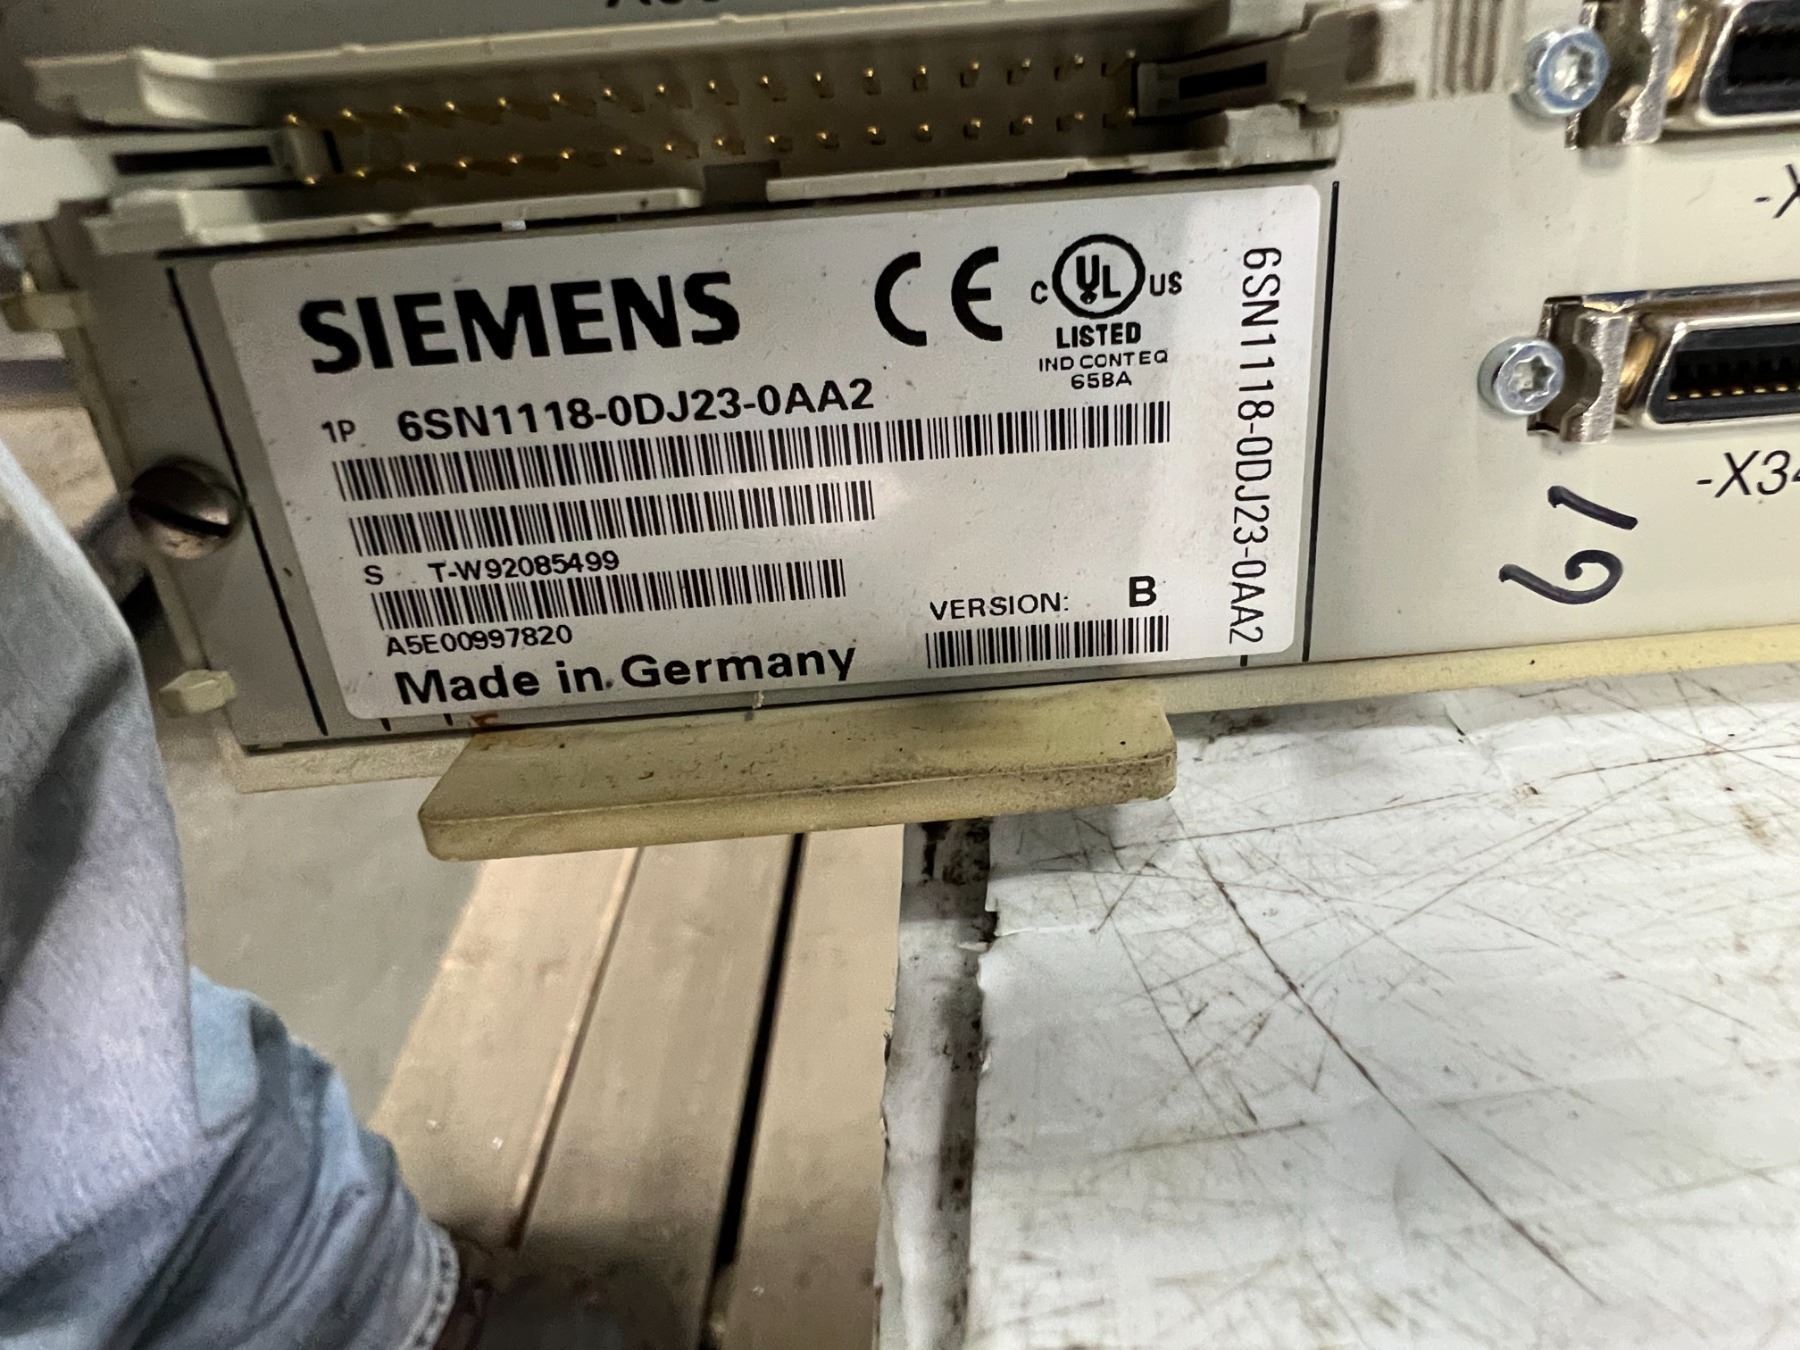 SIEMENS
CE
C UL US
LISTED
IND CONT EQ
65BA
1P 6SN1118-0DJ23-0AA2
S T-W92085499
A5E00997820
VERSION: B
Made in Germany
6SN1118-0DJ23-0AA2
-X34